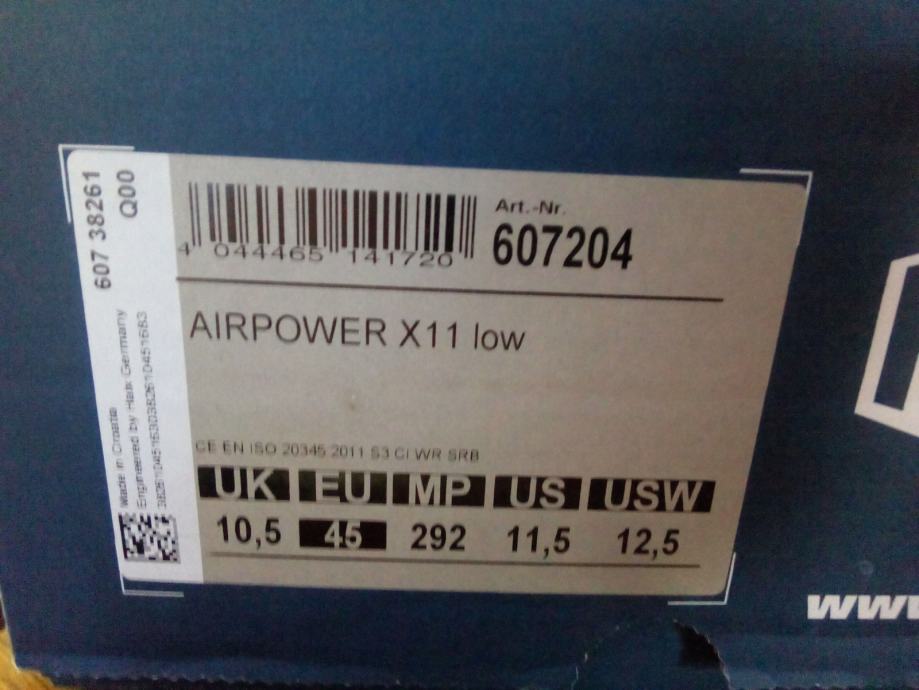 607 38261
Q00
Made in Croatia
Engineered by Haix Germany
4 044465 141720
Art.-Nr.
607204
AIRPOWER X11 low
CE EN ISO 20345 2011 S3 CI WR SRB
UK EU MP US USW
10,5 45 292 11,5 12,5
www.